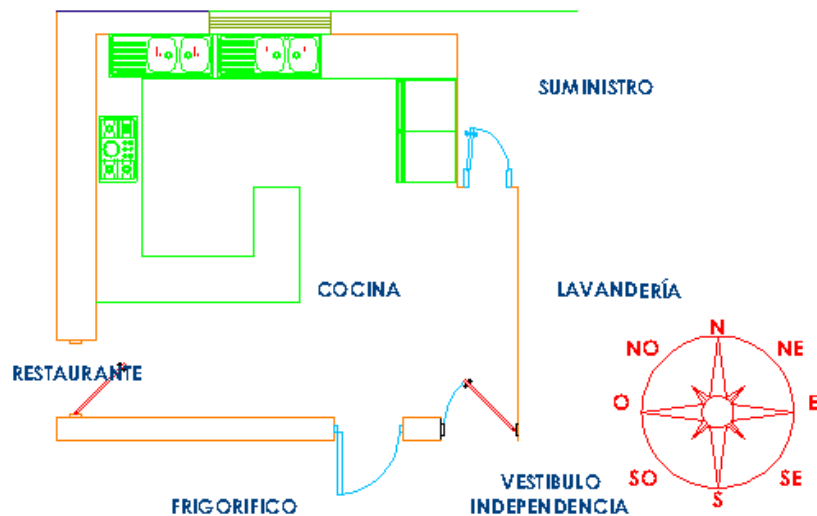 SUMINISTRO
COCINA
LAVANDERÍA
N
NO
NE
RESTAURANTE
O
E
SO
SE
S
FRIGORIFICO
VESTIBULO
INDEPENDENCIA